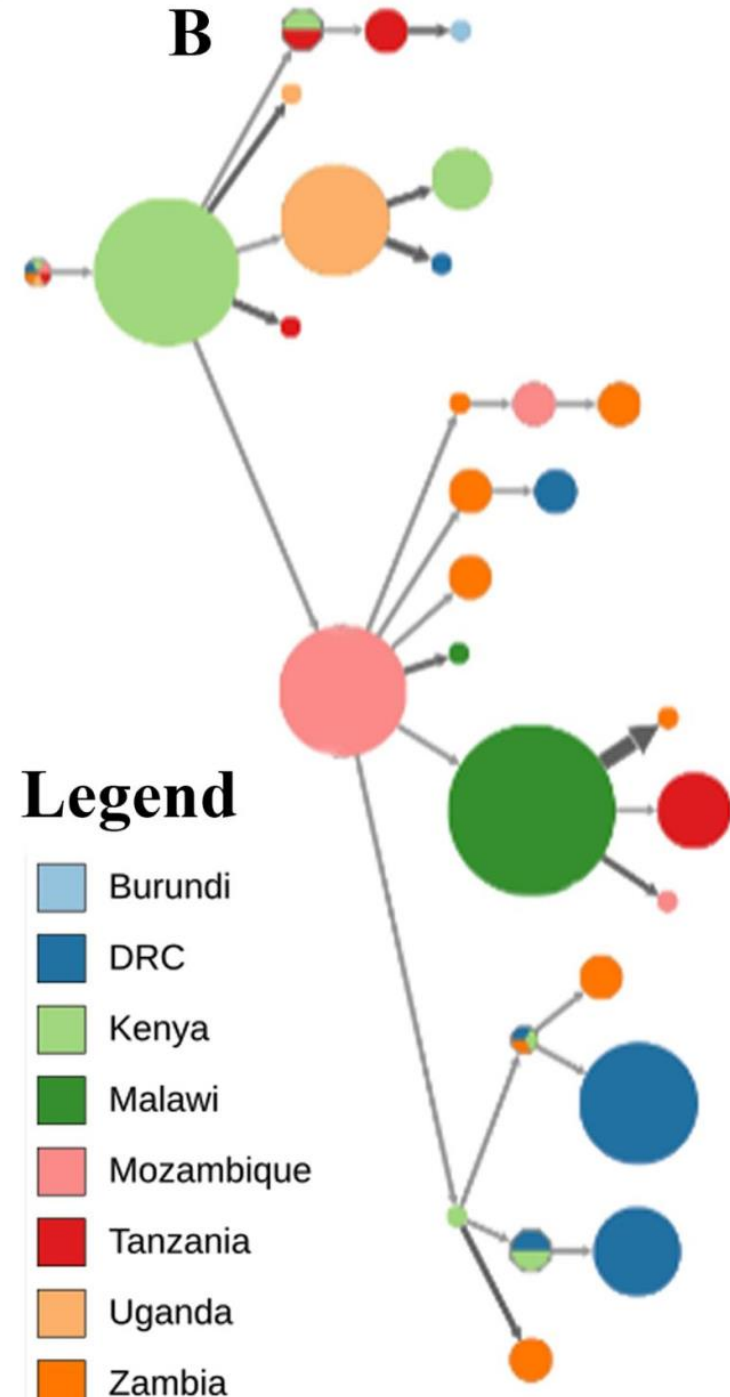 B
Legend
Burundi
DRC
Kenya
Malawi
Mozambique
Tanzania
Uganda
Zambia